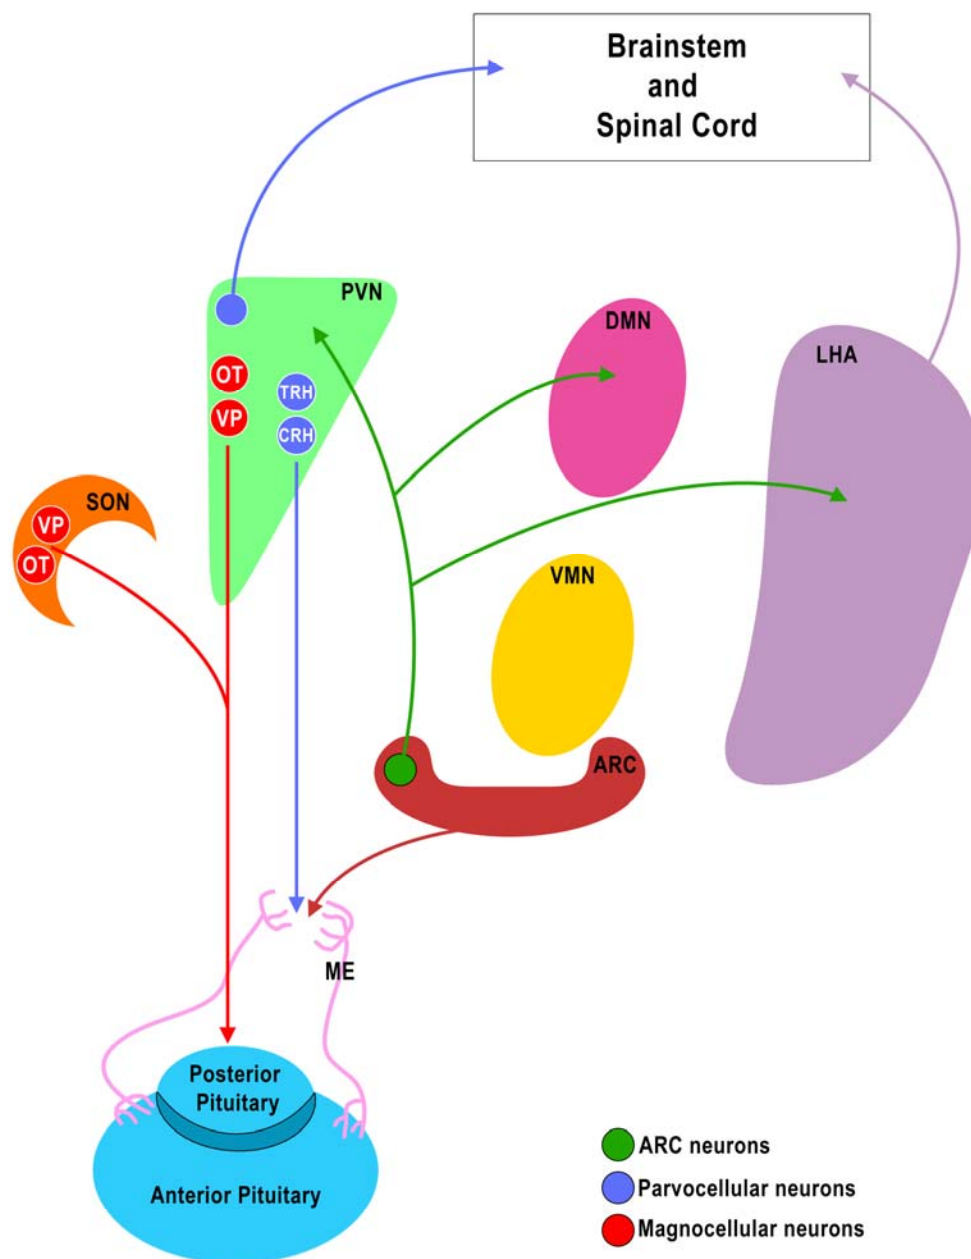 Brainstem
and
Spinal Cord
PVN
DMN
LHA
OT
TRH
VP
CRH
SON
VP
OT
VMN
ARC
ME
Posterior
Pituitary
Anterior Pituitary
ARC neurons
Parvocellular neurons
Magnocellular neurons